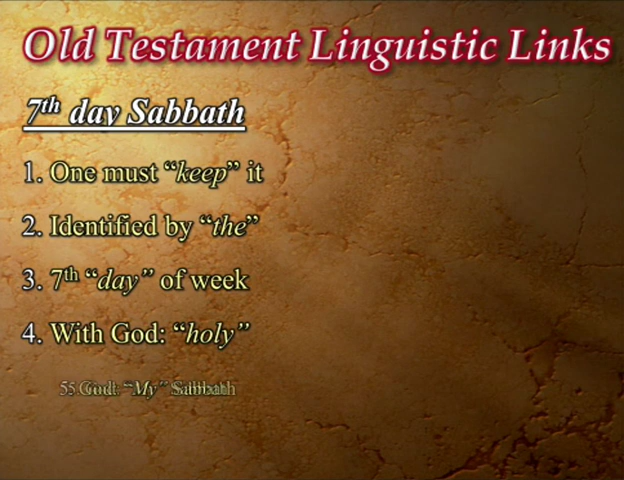 Old Testament Linguistic Links
7th day Sabbath
1. One must “keep” it
2. Identified by “the”
3. 7th “day” of week
4. With God: “holy”
5. God: “My” Sabbath